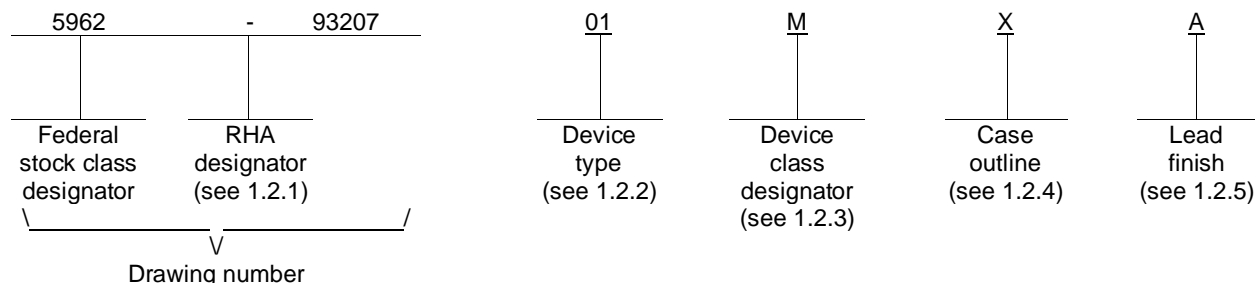 5962 - 93207 01 M X A
Federal stock class designator
RHA designator (see 1.2.1)
Device type (see 1.2.2)
Device class designator (see 1.2.3)
Case outline (see 1.2.4)
Lead finish (see 1.2.5)
\ /
\/
Drawing number